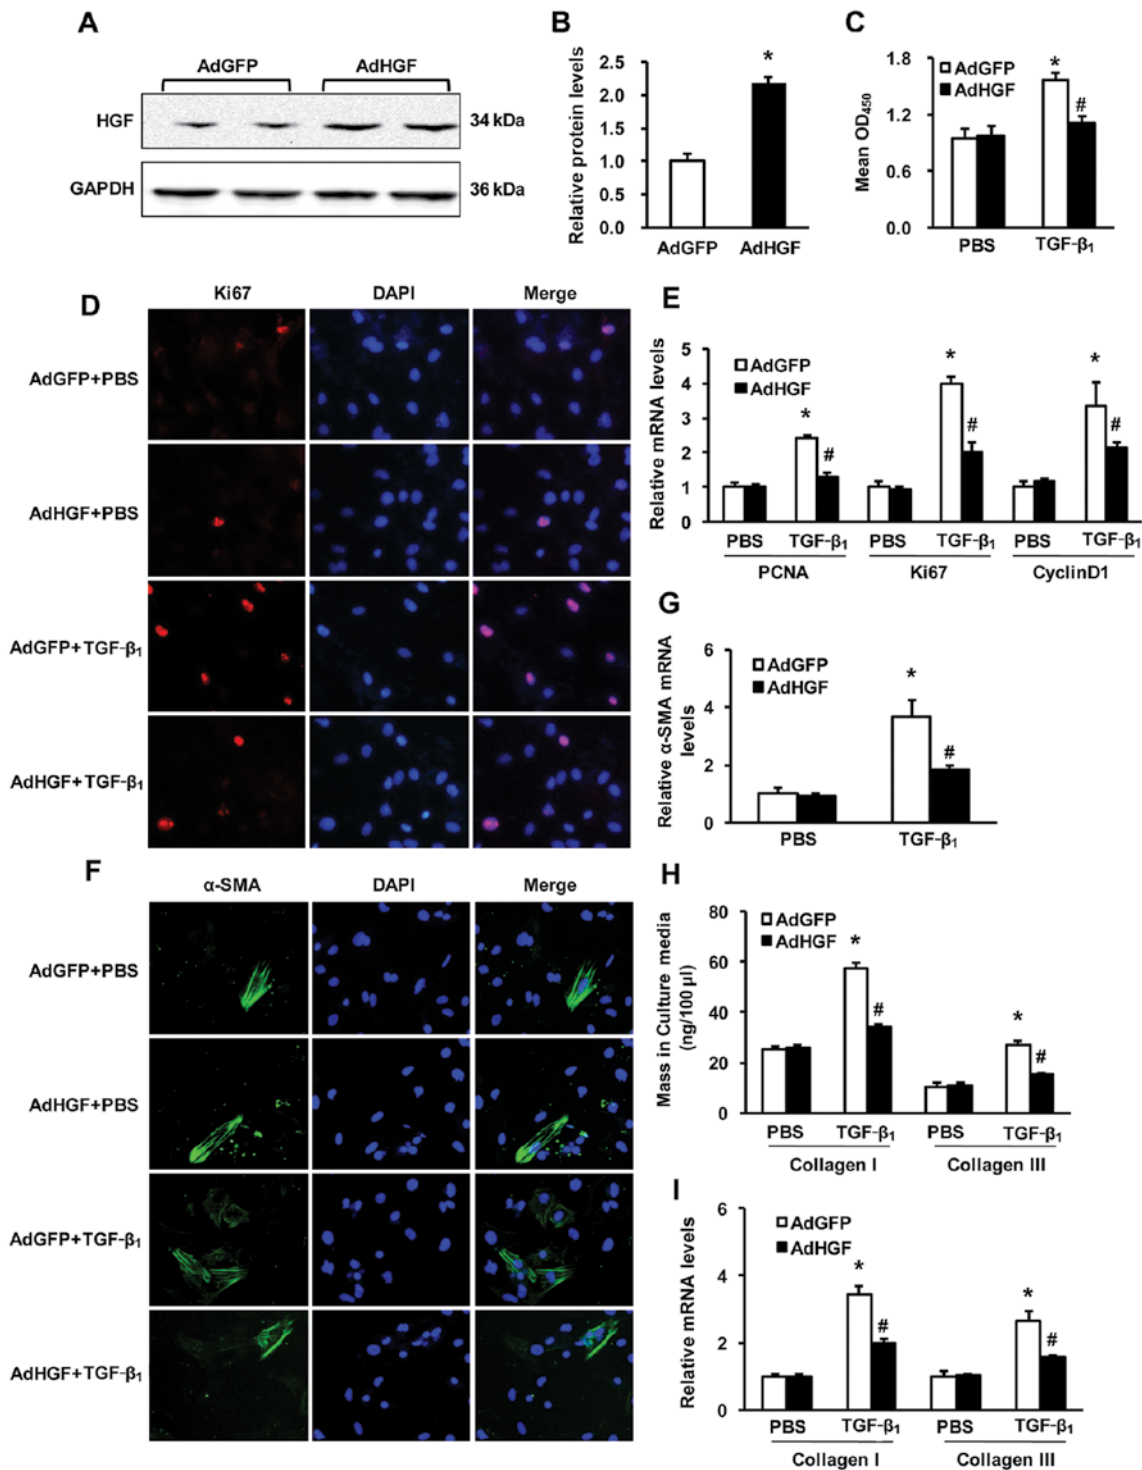 A
AdGFP AdHGF
HGF 34 kDa
GAPDH 36 kDa
B
Relative protein levels
2.5
2.0
1.5
1.0
0.5
0.0
*
AdGFP AdHGF
C
Mean OD450
1.8
1.2
0.6
0.0
AdGFP
AdHGF
*
#
PBS TGF-β1
D
Ki67 DAPI Merge
AdGFP+PBS
AdHGF+PBS
AdGFP+TGF-β1
AdHGF+TGF-β1
E
Relative mRNA levels
5
4
3
2
1
0
AdGFP
AdHGF
* # * # * #
PBS TGF-β1 PBS TGF-β1 PBS TGF-β1
PCNA Ki67 CyclinD1
F
α-SMA DAPI Merge
AdGFP+PBS
AdHGF+PBS
AdGFP+TGF-β1
AdHGF+TGF-β1
G
Relative α-SMA mRNA
levels
6
4
2
0
AdGFP
AdHGF
*
#
PBS TGF-β1
H
Mass in Culture media
(ng/100 μl)
80
60
40
20
0
AdGFP
AdHGF
* # * #
PBS TGF-β1 PBS TGF-β1
Collagen I Collagen III
I
Relative mRNA levels
6
4
2
0
AdGFP
AdHGF
* # * #
PBS TGF-β1 PBS TGF-β1
Collagen I Collagen III